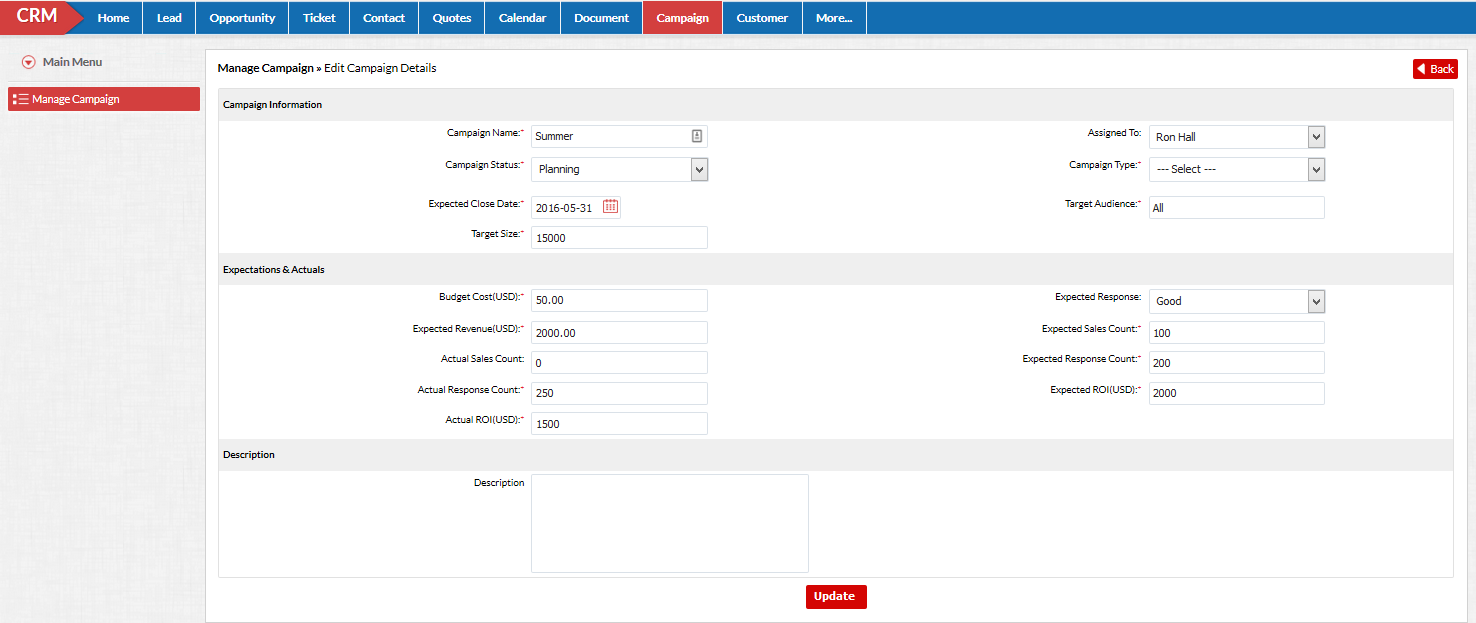 CRM Home Lead Opportunity Ticket Contact Quotes Calendar Document Campaign Customer More...
Main Menu
Manage Campaign
Manage Campaign » Edit Campaign Details
Back
Campaign Information
Campaign Name:* Summer Assigned To: Ron Hall
Campaign Status:* Planning Campaign Type:* --- Select ---
Expected Close Date:* 2016-05-31 Target Audience:* All
Target Size:* 15000
Expectations & Actuals
Budget Cost(USD):* 50.00 Expected Response: Good
Expected Revenue(USD):* 2000.00 Expected Sales Count:* 100
Actual Sales Count: 0 Expected Response Count:* 200
Actual Response Count:* 250 Expected ROI(USD):* 2000
Actual ROI(USD):* 1500
Description
Description
Update